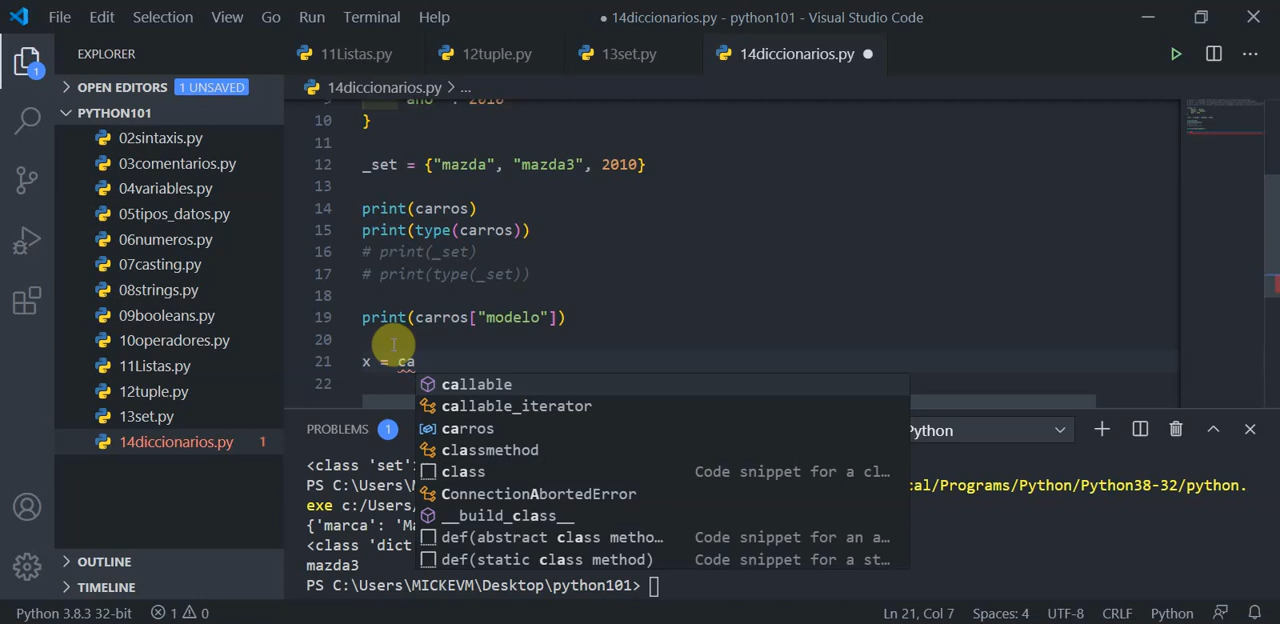 File Edit Selection View Go Run Terminal Help ● 14diccionarios.py - python101 - Visual Studio Code
EXPLORER
11Listas.py 12tuple.py 13set.py 14diccionarios.py
OPEN EDITORS 1 UNSAVED
14diccionarios.py > ...
PYTHON101
02sintaxis.py
03comentarios.py
04variables.py
05tipos_datos.py
06numeros.py
07casting.py
08strings.py
09booleans.py
10operadores.py
11Listas.py
12tuple.py
13set.py
14diccionarios.py 1
OUTLINE
TIMELINE
1
10 }
11
12 _set = {"mazda", "mazda3", 2010}
13
14 print(carros)
15 print(type(carros))
16 # print(_set)
17 # print(type(_set))
18
19 print(carros["modelo"])
20
21 x = ca
22
callable
callable_iterator
carros
classmethod
class Code snippet for a cl…
ConnectionAbortedError
__build_class__
def(abstract class metho… Code snippet for an a…
def(static class method) Code snippet for a st…
PROBLEMS 1 Python
<class 'set'
PS C:\Users\ al/Programs/Python/Python38-32/python.
exe c:/Users/
{'marca': 'Ma
<class 'dict
mazda3
PS C:\Users\MICKEVM\Desktop\python101>
Python 3.8.3 32-bit 1 0 Ln 21, Col 7 Spaces: 4 UTF-8 CRLF Python